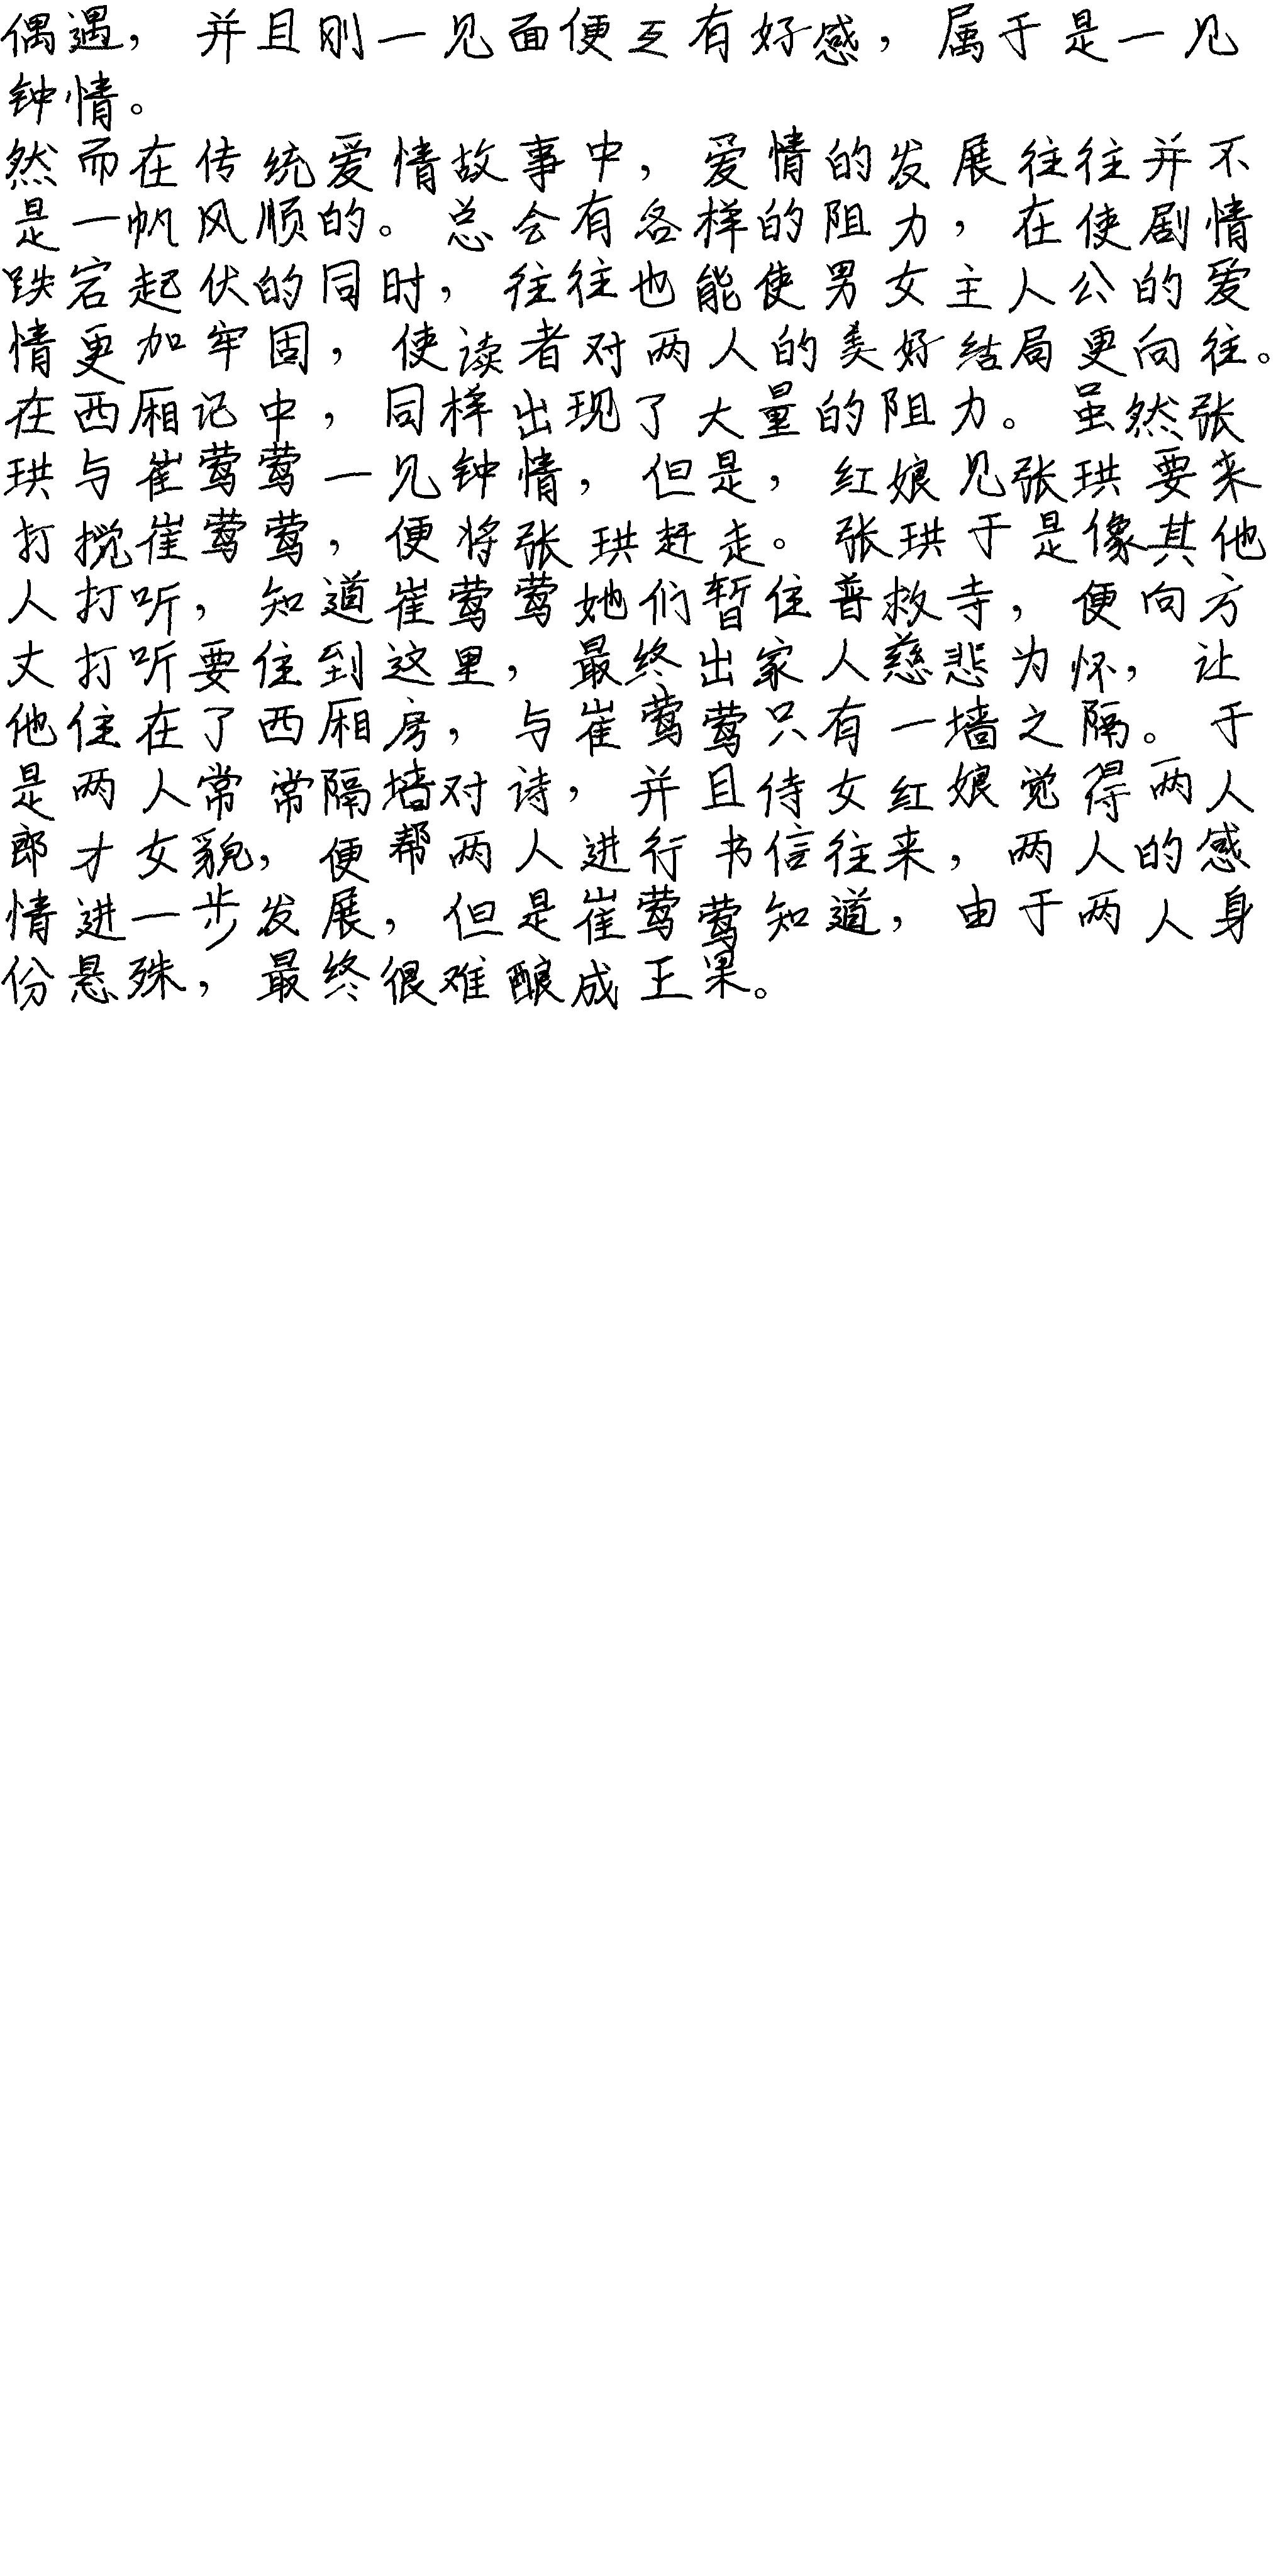 偶遇，并且刚一见面便互有好感，属于是一见
钟情。
然而在传统爱情故事中，爱情的发展往往并不
是一帆风顺的。总会有各样的阻力，在使剧情
跌宕起伏的同时，往往也能使男女主人公的爱
情更加牢固，使读者对两人的美好结局更向往。
在西厢记中，同样出现了大量的阻力。虽然张
珙与崔莺莺一见钟情，但是，红娘见张珙要来
打搅崔莺莺，便将张珙赶走。张珙于是像其他
人打听，知道崔莺莺她们暂住普救寺，便向方
丈打听要住到这里，最终出家人慈悲为怀，让
他住在了西厢房，与崔莺莺只有一墙之隔。于
是两人常常隔墙对诗，并且侍女红娘觉得两人
郎才女貌，便帮两人进行书信往来，两人的感
情进一步发展，但是崔莺莺知道，由于两人身
份悬殊，最终很难酿成正果。